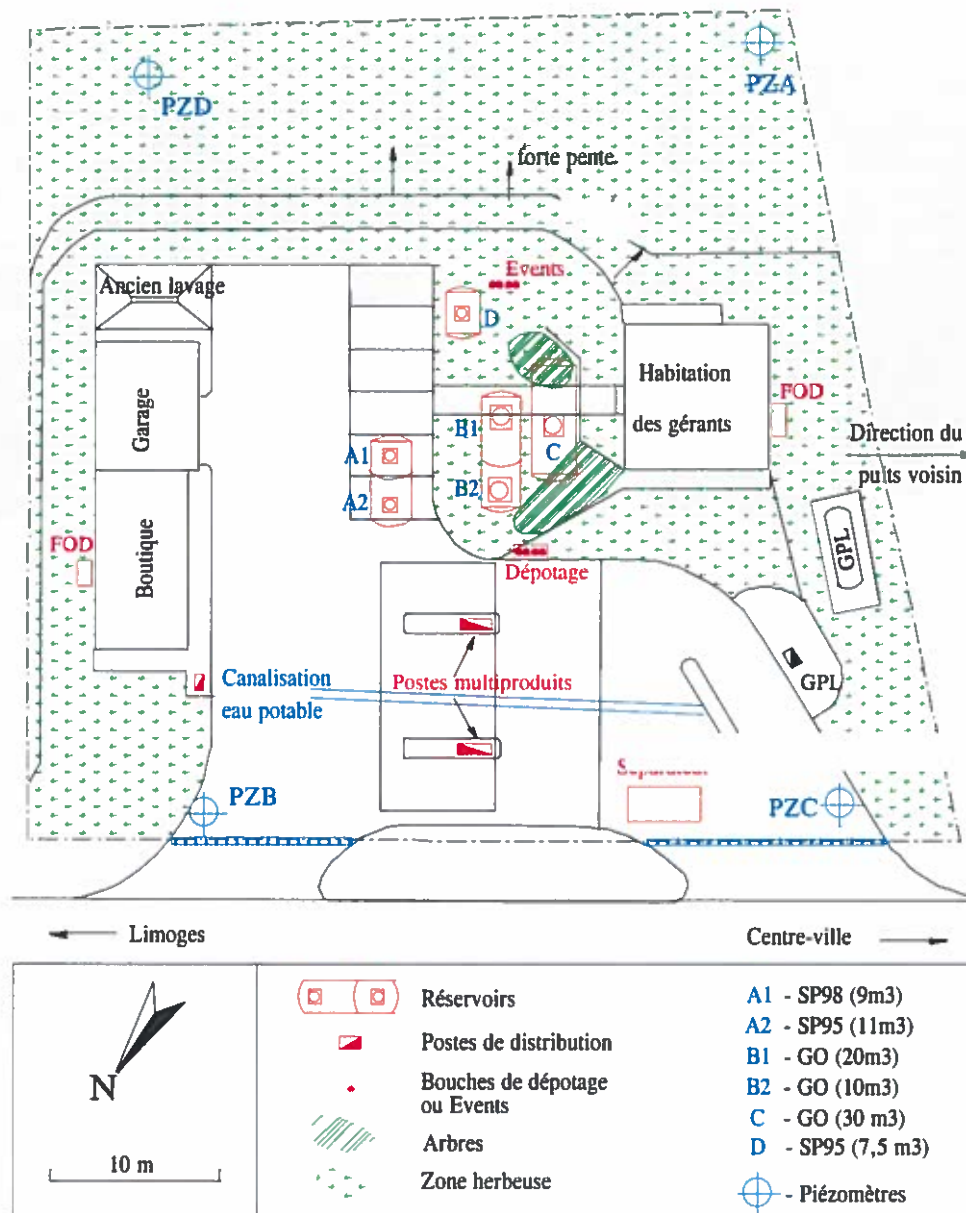 PZD
PZA
forte pente
Events
Ancien lavage
D
Habitation
des gérants
FOD
Garage
B1
A1
C
Direction du
puits voisin
A2
B2
FOD
Boutique
GPL
Dépotage
Canalisation
eau potable
Postes multiproduits
GPL
Separateur
PZB
PZC
Limoges
Centre-ville
N
10 m
Réservoirs
Postes de distribution
Bouches de dépotage
ou Events
Arbres
Zone herbeuse
A1 - SP98 (9m3)
A2 - SP95 (11m3)
B1 - GO (20m3)
B2 - GO (10m3)
C - GO (30 m3)
D - SP95 (7,5 m3)
- Piézomètres